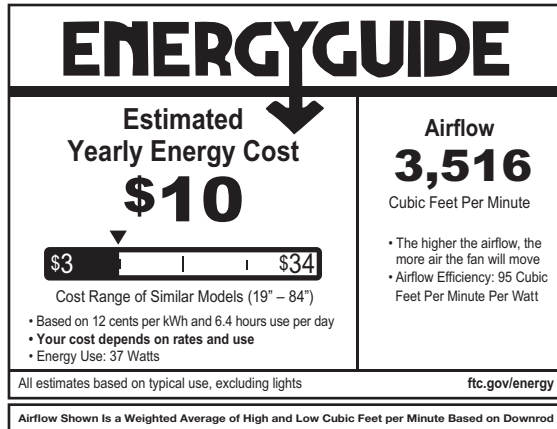 ENERGYGUIDE
Estimated
Yearly Energy Cost
$10
$3
$34
Cost Range of Similar Models (19” – 84”)
• Based on 12 cents per kWh and 6.4 hours use per day
• Your cost depends on rates and use
• Energy Use: 37 Watts
Airflow
3,516
Cubic Feet Per Minute
• The higher the airflow, the
more air the fan will move
• Airflow Efficiency: 95 Cubic
Feet Per Minute Per Watt
All estimates based on typical use, excluding lights
ftc.gov/energy
Airflow Shown Is a Weighted Average of High and Low Cubic Feet per Minute Based on Downrod